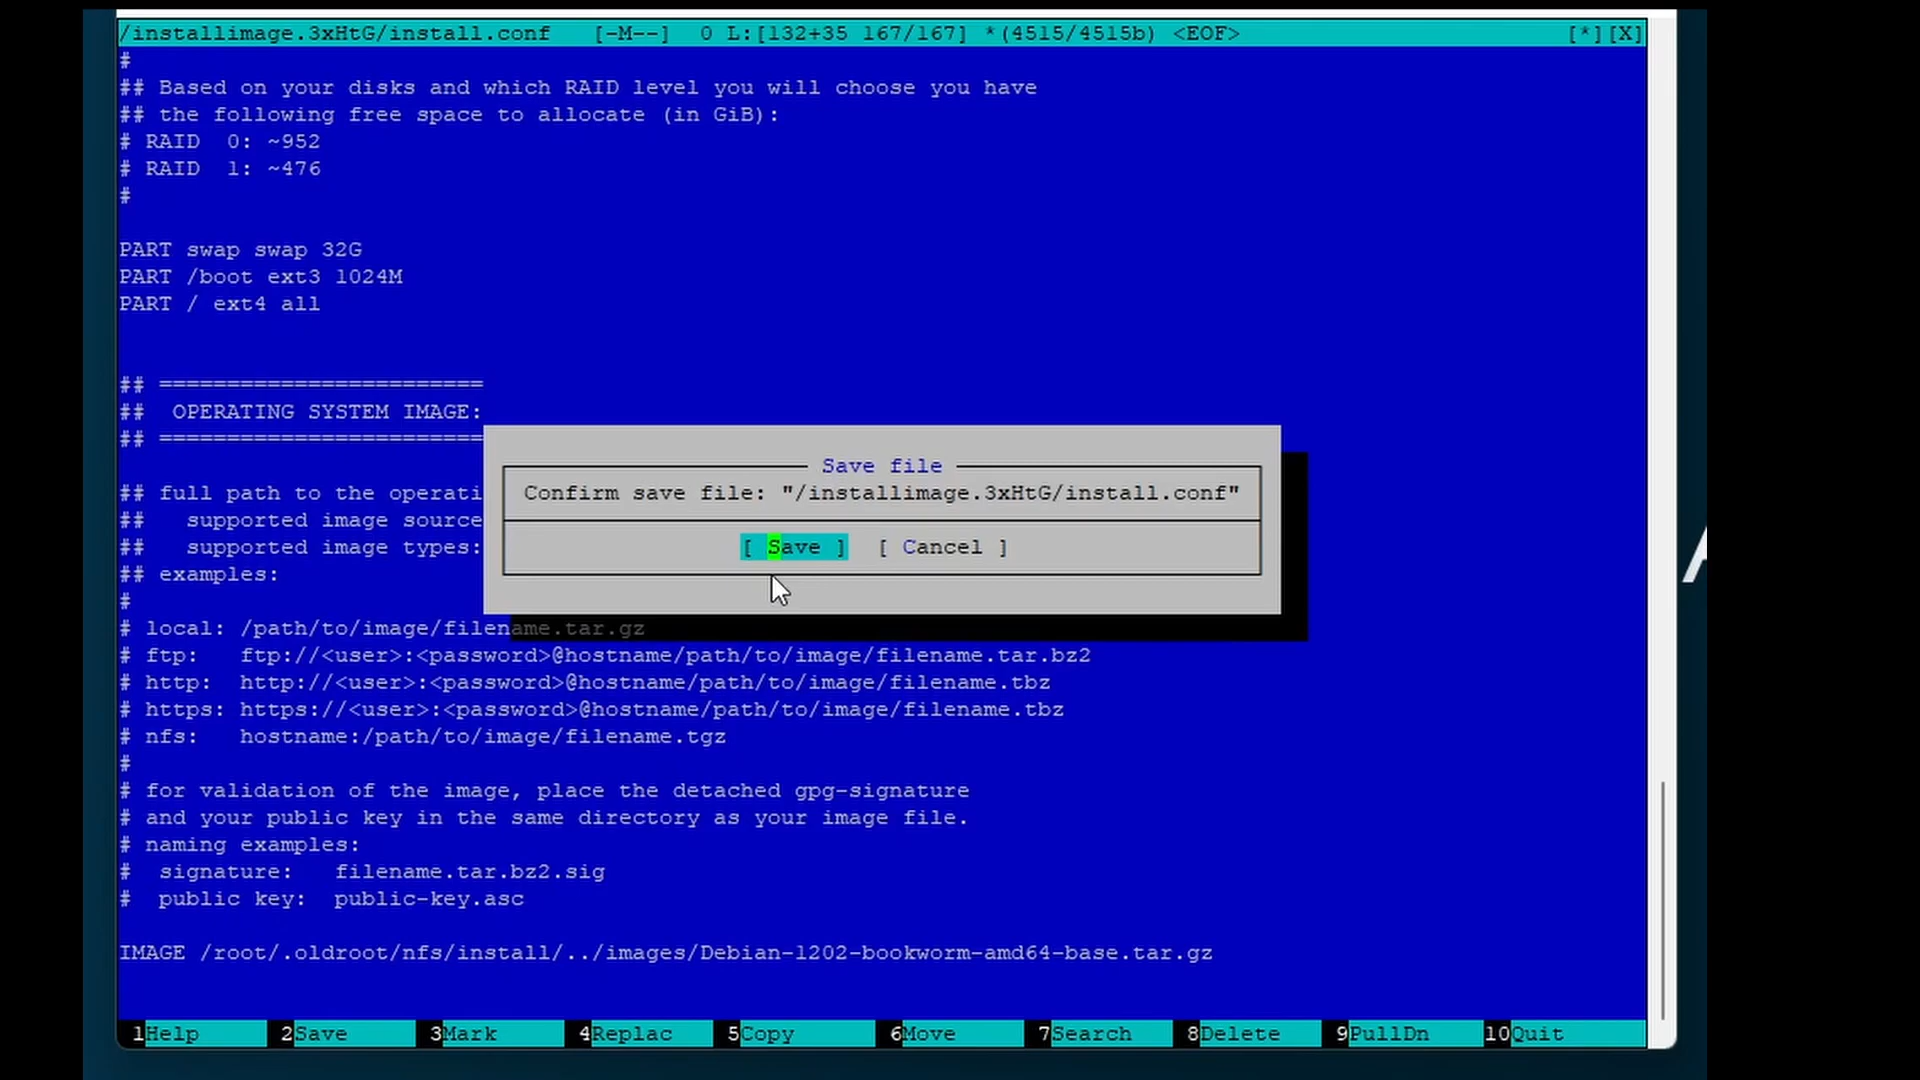 /installimage.3xHtG/install.conf   [-M--]  0 L:[132+35 167/167] *(4515/4515b) <EOF>   [*][X]
#
## Based on your disks and which RAID level you will choose you have
## the following free space to allocate (in GiB):
# RAID  0: ~952
# RAID  1: ~476
#
PART swap swap 32G
PART /boot ext3 1024M
PART / ext4 all
## ========================
##  OPERATING SYSTEM IMAGE:
## ========================
Save file
Confirm save file: "/installimage.3xHtG/install.conf"
[ Save ]  [ Cancel ]
## full path to the operati
##   supported image source
##   supported image types:
## examples:
#
# local: /path/to/image/filename.tar.gz
# ftp:   ftp://<user>:<password>@hostname/path/to/image/filename.tar.bz2
# http:  http://<user>:<password>@hostname/path/to/image/filename.tbz
# https: https://<user>:<password>@hostname/path/to/image/filename.tbz
# nfs:   hostname:/path/to/image/filename.tgz
#
# for validation of the image, place the detached gpg-signature
# and your public key in the same directory as your image file.
# naming examples:
#  signature:   filename.tar.bz2.sig
#  public key:  public-key.asc
IMAGE /root/.oldroot/nfs/install/../images/Debian-1202-bookworm-amd64-base.tar.gz
1Help 2Save 3Mark 4Replac 5Copy 6Move 7Search 8Delete 9PullDn 10Quit